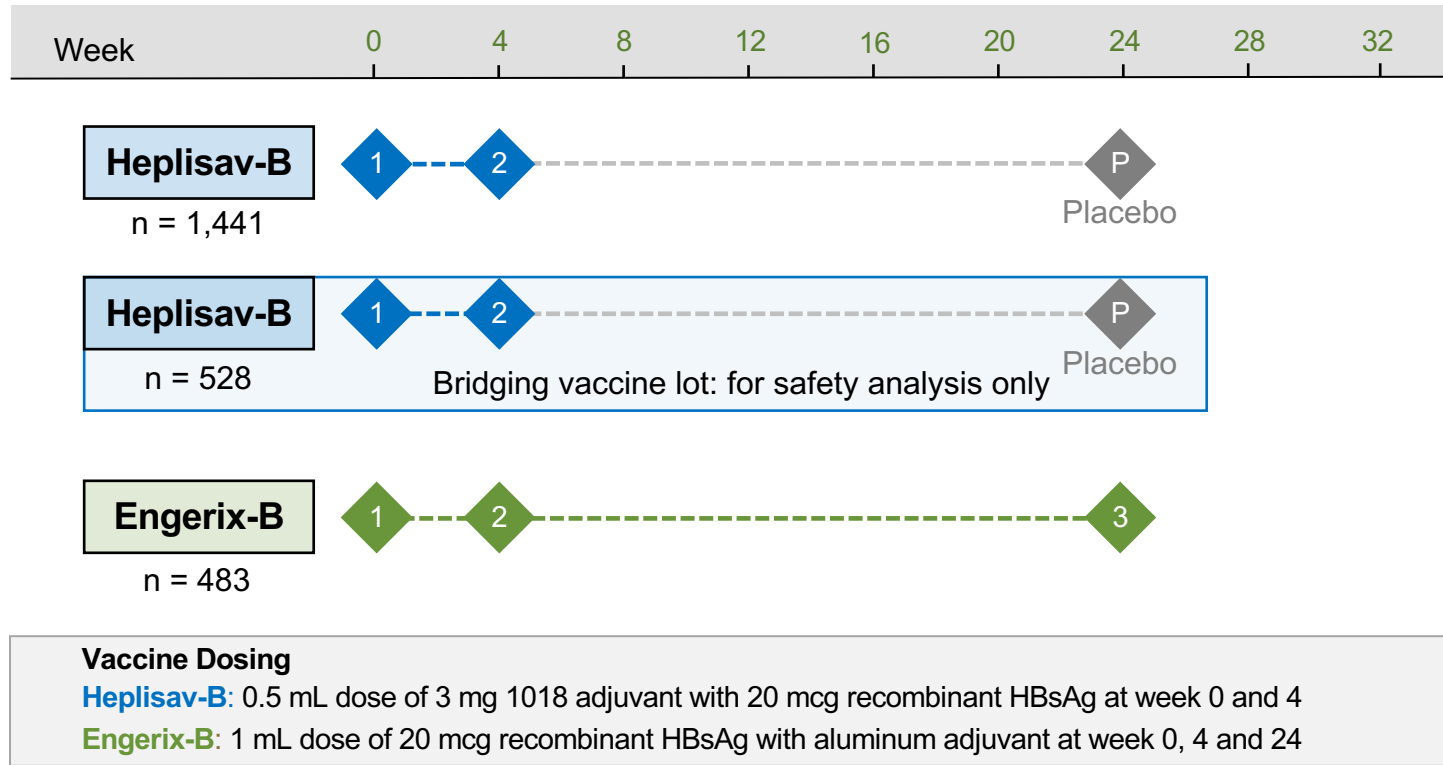 Week 0 4 8 12 16 20 24 28 32
Heplisav-B 1 2 P
Placebo
n = 1,441
Heplisav-B 1 2 P
Placebo
n = 528 Bridging vaccine lot: for safety analysis only
Engerix-B 1 2 3
n = 483
Vaccine Dosing
Heplisav-B: 0.5 mL dose of 3 mg 1018 adjuvant with 20 mcg recombinant HBsAg at week 0 and 4
Engerix-B: 1 mL dose of 20 mcg recombinant HBsAg with aluminum adjuvant at week 0, 4 and 24